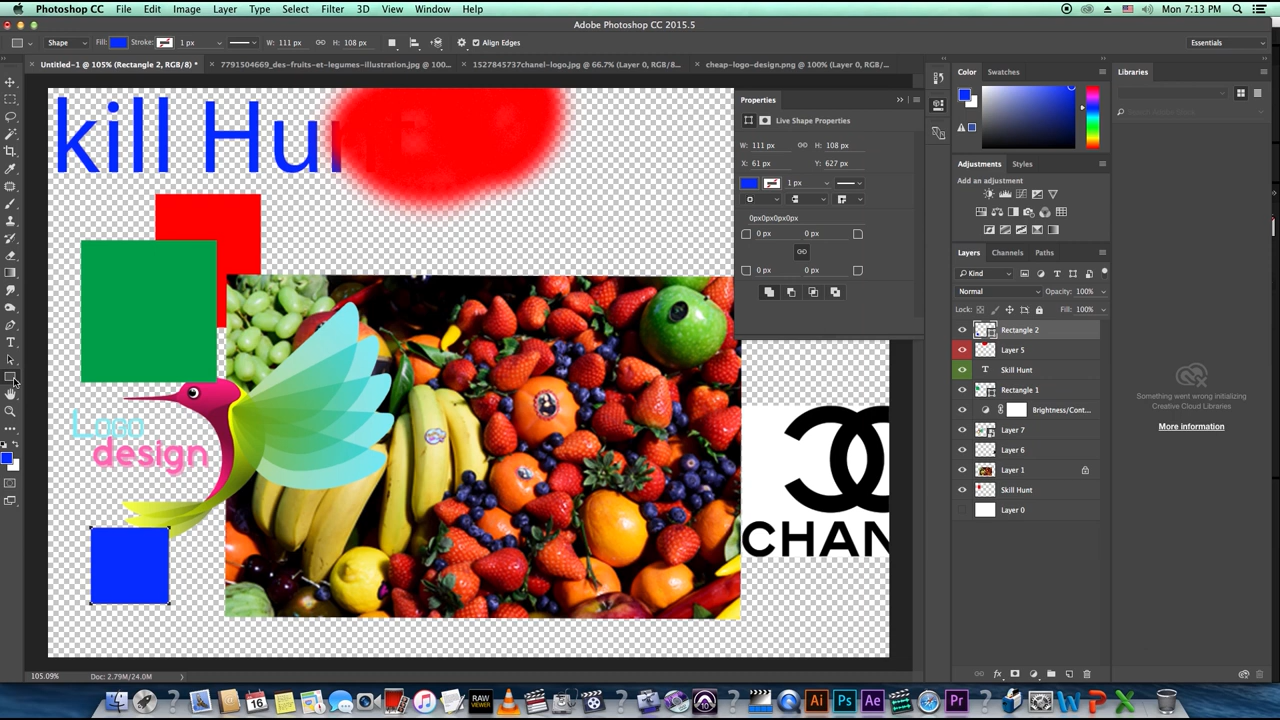 Photoshop CC File Edit Image Layer Type Select Filter 3D View Window Help Mon 7:13 PM
Adobe Photoshop CC 2015.5
Shape Fill: Stroke: 1 px W: 111 px H: 108 px Align Edges Essentials
Untitled-1 @ 105% (Rectangle 2, RGB/8) * 7791504669_des-fruits-et-legumes-illustration.jpg @ 100... 1527845737chanel-logo.jpg @ 66.7% (Layer 0, RGB/8... cheap-logo-design.png @ 100% (Layer 0, RGB/8)...
kill Hun
Logo
design
CHAN
Properties
Live Shape Properties
W: 111 px H: 108 px
X: 61 px Y: 627 px
1 px
0px0px0px0px
0 px 0 px
0 px 0 px
Color Swatches
Adjustments Styles
Add an adjustment
Layers Channels Paths
Kind
Normal Opacity: 100%
Lock: Fill: 100%
Rectangle 2
Layer 5
T Skill Hunt
Rectangle 1
Brightness/Cont...
Layer 7
Layer 6
Layer 1
Skill Hunt
Layer 0
Libraries
Something went wrong initializing
Creative Cloud Libraries
More information
105.09% Doc: 2.79M/24.0M
16 RAW VIEWER 10 Ai Ps Ae Pr W P X